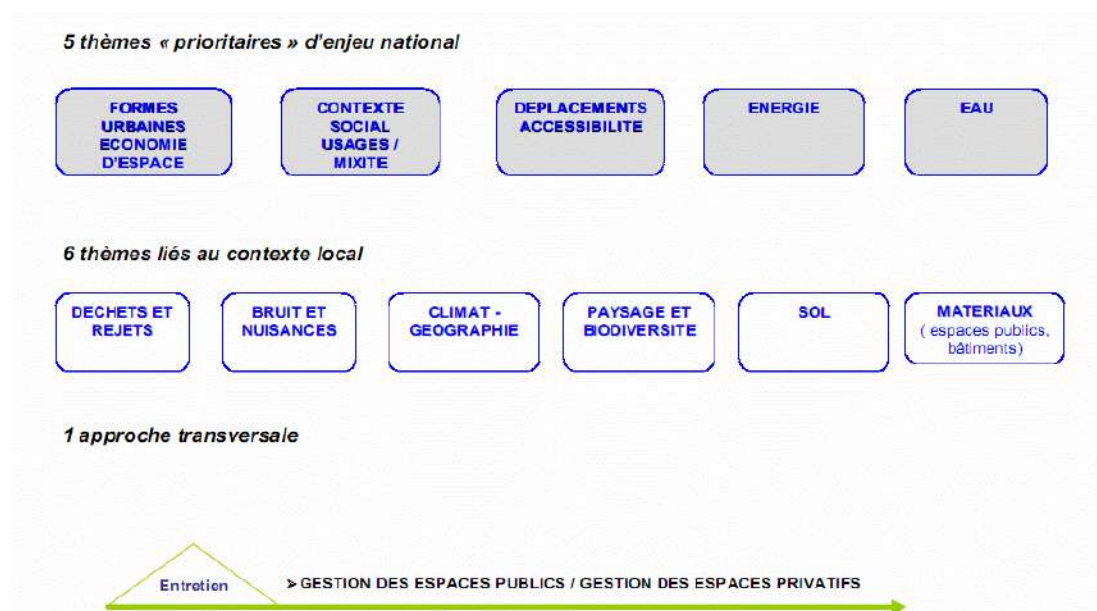 5 thèmes « prioritaires » d'enjeu national
FORMES
URBAINES
ECONOMIE
D'ESPACE
CONTEXTE
SOCIAL
USAGES /
MIXITE
DEPLACEMENTS
ACCESSIBILITE
ENERGIE
EAU
6 thèmes liés au contexte local
DECHETS ET
REJETS
BRUIT ET
NUISANCES
CLIMAT -
GEOGRAPHIE
PAYSAGE ET
BIODIVERSITE
SOL
MATERIAUX
( espaces publics,
bâtiments)
1 approche transversale
Entretien
➢ GESTION DES ESPACES PUBLICS / GESTION DES ESPACES PRIVATIFS